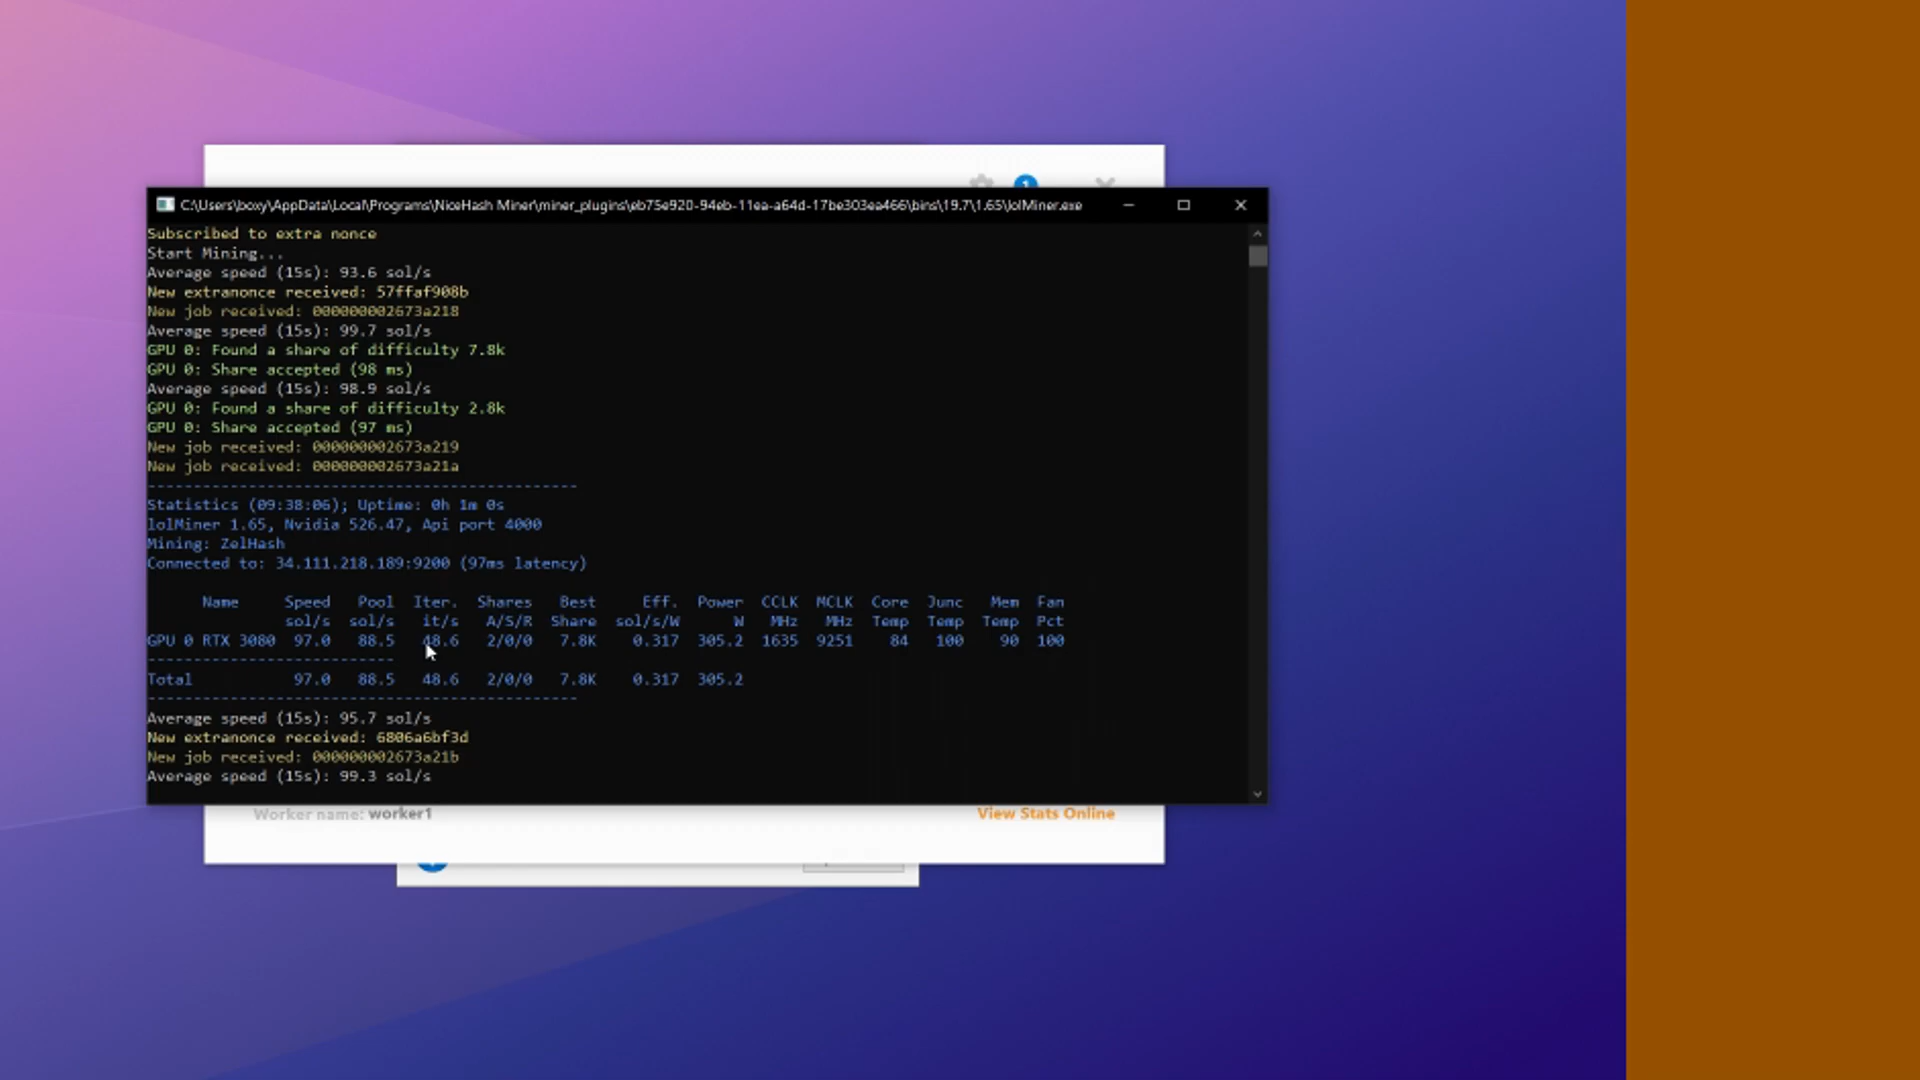 C:\Users\boxy\AppData\Local\Programs\NiceHash Miner\miner_plugins\eb75e920-94eb-11ea-a64d-17be303ea466\bins\19.7\1.65\lolMiner.exe
Subscribed to extra nonce
Start Mining...
Average speed (15s): 93.6 sol/s
New extranonce received: 57ffaf908b
New job received: 000000002673a218
Average speed (15s): 99.7 sol/s
GPU 0: Found a share of difficulty 7.8k
GPU 0: Share accepted (98 ms)
Average speed (15s): 98.9 sol/s
GPU 0: Found a share of difficulty 2.8k
GPU 0: Share accepted (97 ms)
New job received: 000000002673a219
New job received: 000000002673a21a
-----------------------------------------------
Statistics (09:38:06); Uptime: 0h 1m 0s
lolMiner 1.65, Nvidia 526.47, Api port 4000
Mining: ZelHash
Connected to: 34.111.218.189:9200 (97ms latency)
Name Speed Pool Iter. Shares Best Eff. Power CCLK MCLK Core Junc Mem Fan
sol/s sol/s it/s A/S/R Share sol/s/W W MHz MHz Temp Temp Temp Pct
GPU 0 RTX 3080 97.0 88.5 48.6 2/0/0 7.8K 0.317 305.2 1635 9251 84 100 90 100
---------------------------
Total 97.0 88.5 48.6 2/0/0 7.8K 0.317 305.2
-----------------------------------------------
Average speed (15s): 95.7 sol/s
New extranonce received: 6806a6bf3d
New job received: 000000002673a21b
Average speed (15s): 99.3 sol/s
Worker name: worker1
View Stats Online